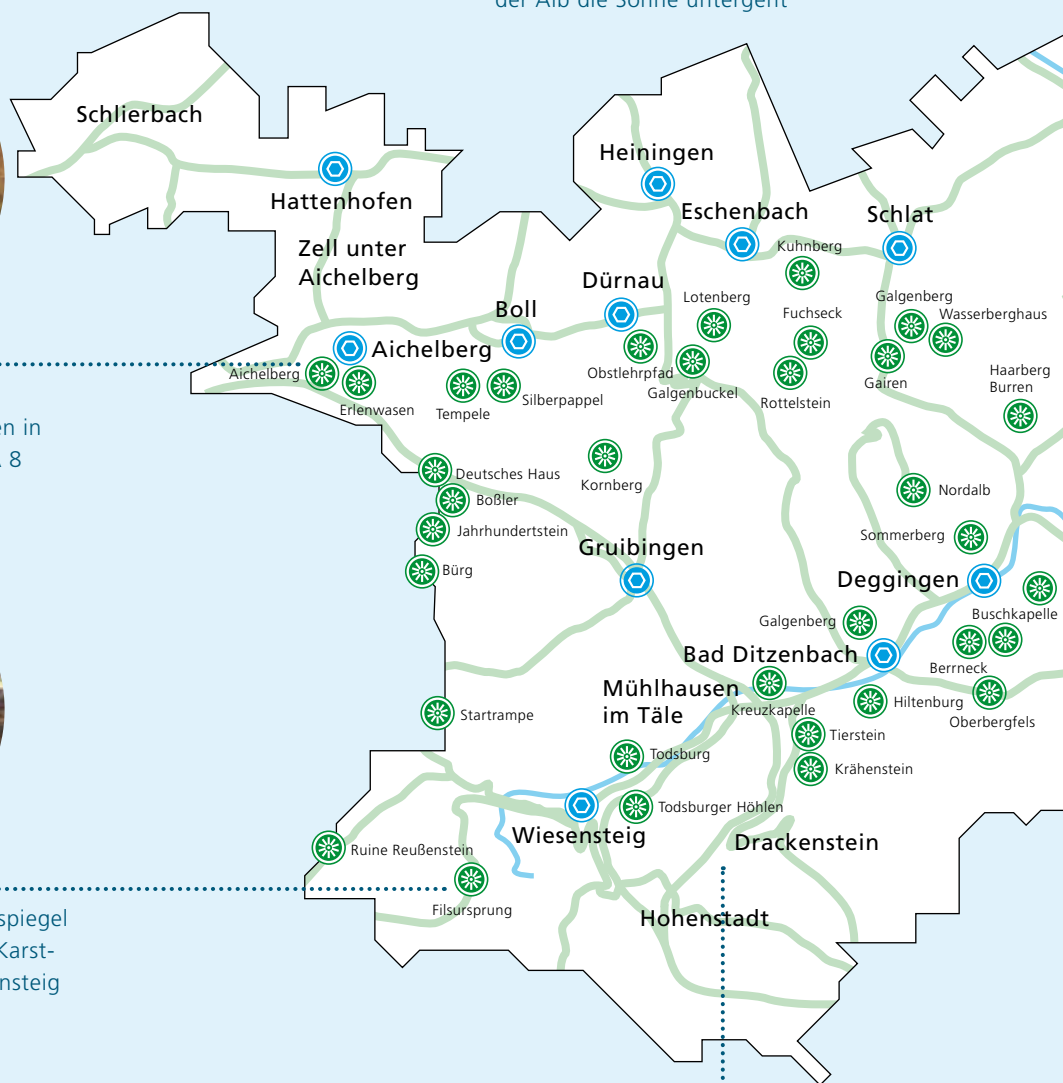 der Alb die Sonne untergeht
Schlierbach
Heiningen
Hattenhofen
Eschenbach
Schlat
Kuhnberg
Zell unter
Aichelberg
Dürnau
Lotenberg
Galgenberg
Boll
Fuchseck
Wasserberghaus
Aichelberg
Aichelberg
Obstlehrpfad
Gairen
Haarberg
Burren
Erlenwasen
Tempele
Silberpappel
Galgenbuckel
Rottelstein
en in
8
Deutsches Haus
Kornberg
Nordalb
Boßler
Jahrhundertstein
Sommerberg
Gruibingen
Bürg
Deggingen
Buschkapelle
Galgenberg
Bad Ditzenbach
Berrneck
Mühlhausen
im Täle
Kreuzkapelle
Hiltenburg
Oberbergfels
Startrampe
Tierstein
Todsburg
Krähenstein
Todsburger Höhlen
Wiesensteig
Drackenstein
Ruine Reußenstein
Filsursprung
Hohenstadt
spiegel
Karst-
nsteig